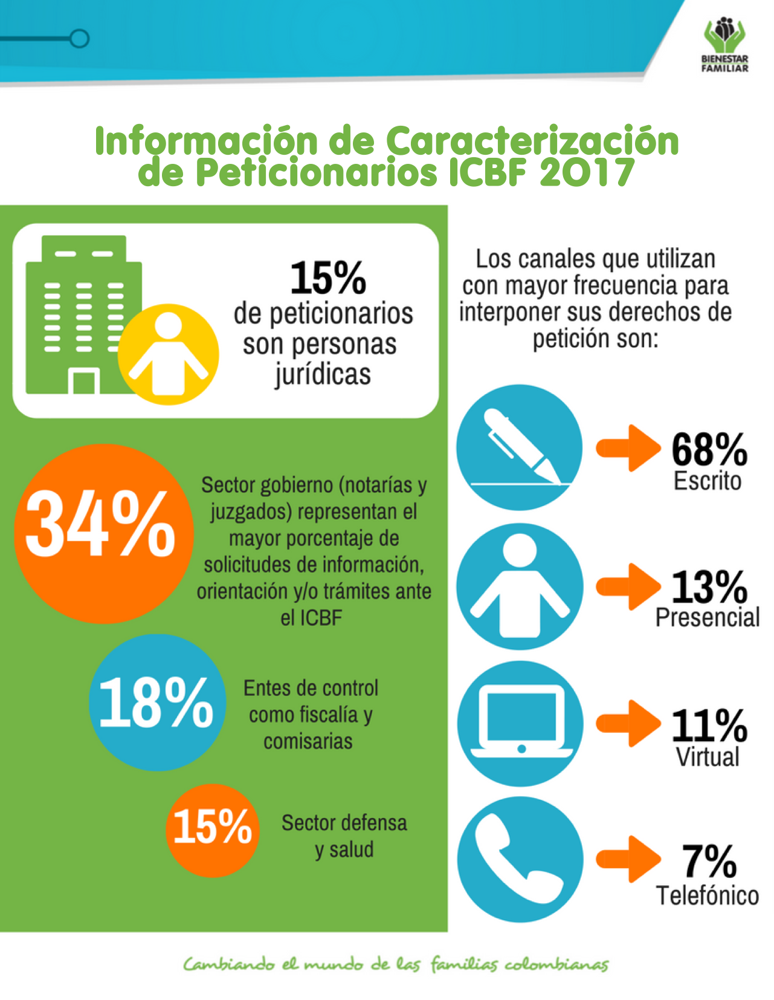 BIENESTAR
FAMILIAR
Información de Caracterización
de Peticionarios ICBF 2017
15%
de peticionarios
son personas
jurídicas
34%
Sector gobierno (notarías y
juzgados) representan el
mayor porcentaje de
solicitudes de información,
orientación y/o trámites ante
el ICBF
18%
Entes de control
como fiscalía y
comisarias
15%
Sector defensa
y salud
Los canales que utilizan
con mayor frecuencia para
interponer sus derechos de
petición son:
68%
Escrito
13%
Presencial
11%
Virtual
7%
Telefónico
Cambiando el mundo de las familias colombianas